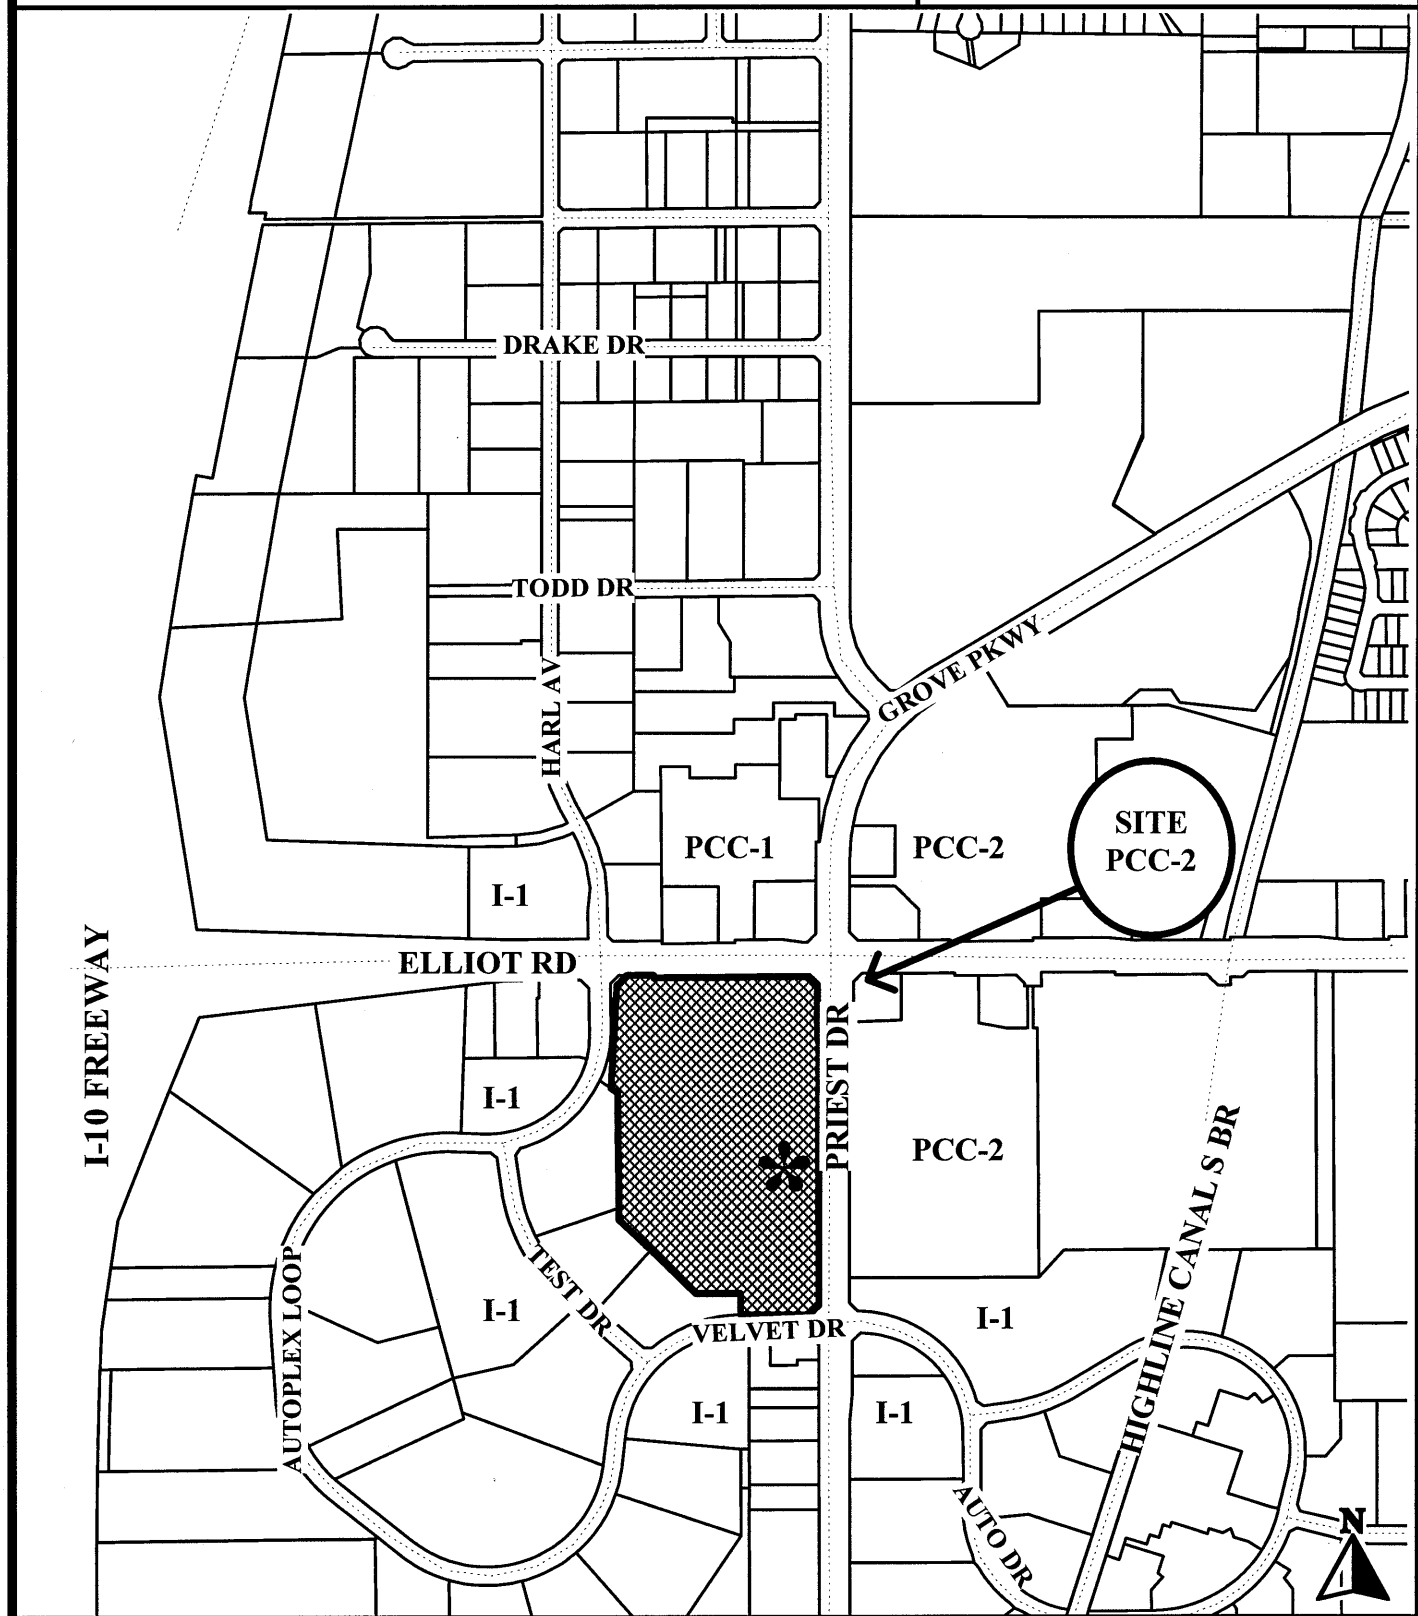 DRAKE DR
TODD DR
HARL AV
GROVE PKWY
SITE
PCC-2
PCC-1
PCC-2
I-1
ELLIOT RD
I-10 FREEWAY
PRIEST DR
I-1
PCC-2
HIGHLINE CANAL S BR
TEST DR
AUTOPLEX LOOP
I-1
VELVET DR
I-1
I-1
I-1
AUTO DR
N